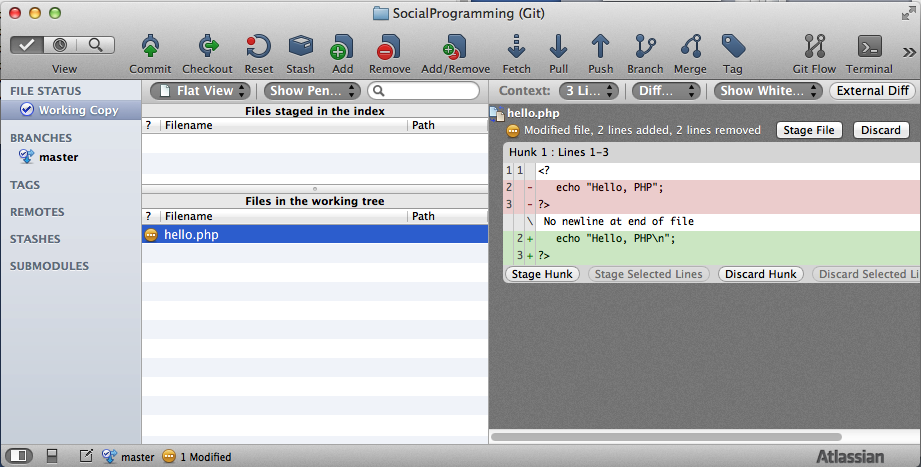 SocialProgramming (Git)
View
Commit
Checkout
Reset
Stash
Add
Remove
Add/Remove
Fetch
Pull
Push
Branch
Merge
Tag
Git Flow
Terminal
FILE STATUS
Working Copy
BRANCHES
master
TAGS
REMOTES
STASHES
SUBMODULES
Flat View
Show Pen...
Files staged in the index
? Filename Path
Files in the working tree
? Filename Path
hello.php
Context: 3 Li... Diff... Show White... External Diff
hello.php
Modified file, 2 lines added, 2 lines removed Stage File Discard
Hunk 1 : Lines 1-3
1 1 <?
2 - echo "Hello, PHP";
3 - ?>
\ No newline at end of file
2 + echo "Hello, PHP\n";
3 + ?>
Stage Hunk Stage Selected Lines Discard Hunk Discard Selected Li
master 1 Modified
Atlassian